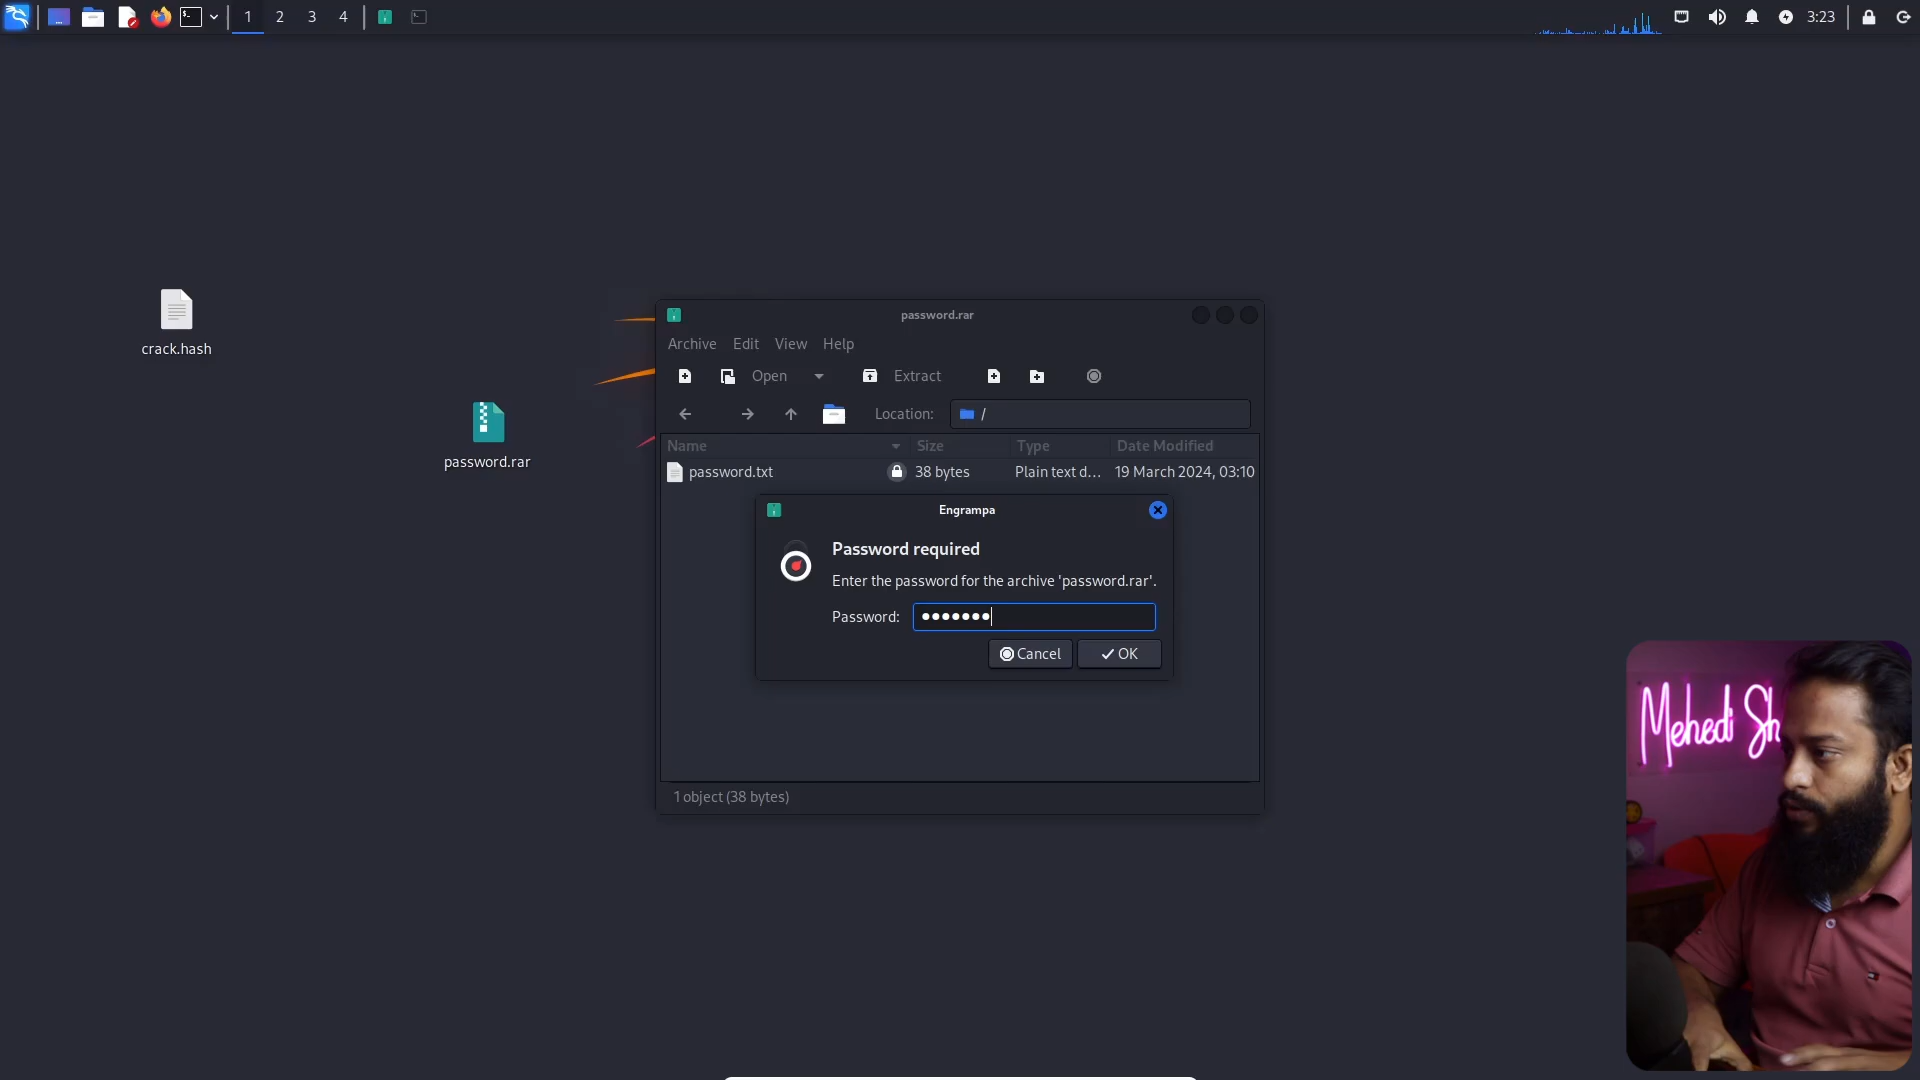 1 2 3 4
3:23
crack.hash
password.rar
password.rar
Archive Edit View Help
Open Extract
Location: /
Name Size Type Date Modified
password.txt 38 bytes Plain text d... 19 March 2024, 03:10
Engrampa
Password required
Enter the password for the archive 'password.rar'.
Password: •••••••
Cancel OK
1 object (38 bytes)
Mehedi Sh